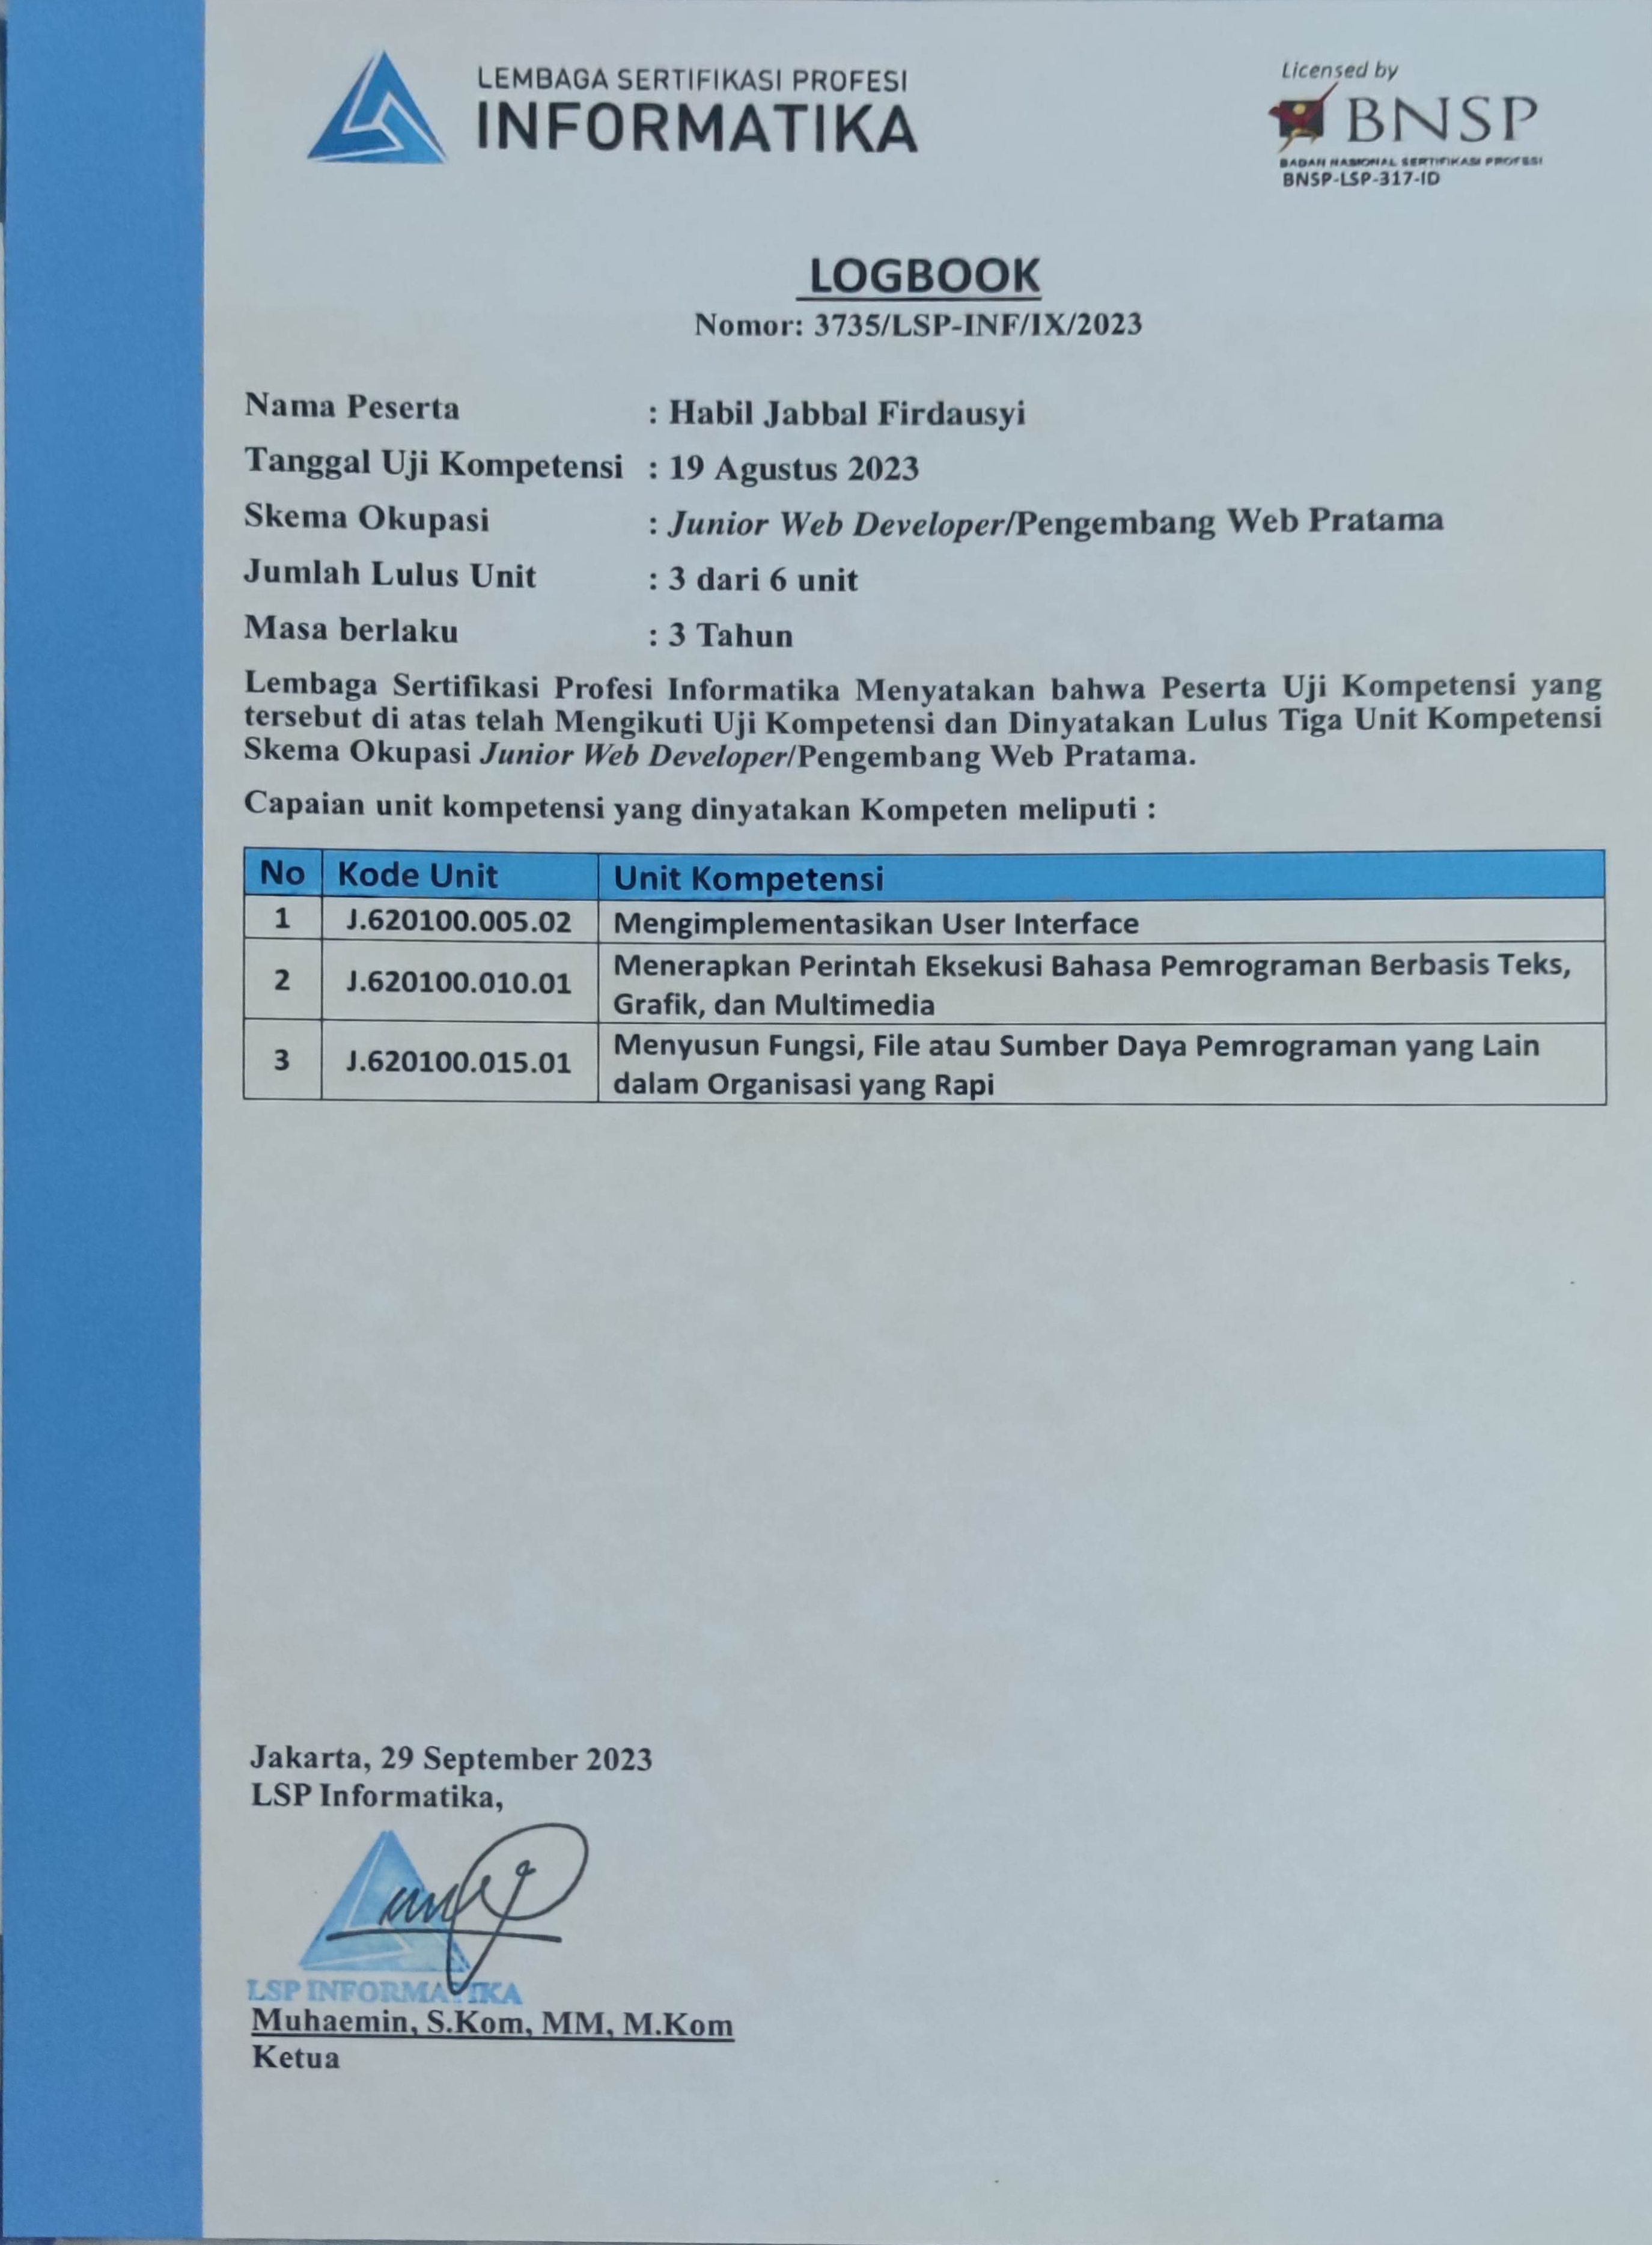 LEMBAGA SERTIFIKASI PROFESI
INFORMATIKA
Licensed by
BNSP
BADAN NASIONAL SERTIFIKASI PROFESI
BNSP-LSP-317-ID
LOGBOOK
Nomor: 3735/LSP-INF/IX/2023
Nama Peserta : Habil Jabbal Firdausyi
Tanggal Uji Kompetensi : 19 Agustus 2023
Skema Okupasi : Junior Web Developer/Pengembang Web Pratama
Jumlah Lulus Unit : 3 dari 6 unit
Masa berlaku : 3 Tahun
Lembaga Sertifikasi Profesi Informatika Menyatakan bahwa Peserta Uji Kompetensi yang
tersebut di atas telah Mengikuti Uji Kompetensi dan Dinyatakan Lulus Tiga Unit Kompetensi
Skema Okupasi Junior Web Developer/Pengembang Web Pratama.
Capaian unit kompetensi yang dinyatakan Kompeten meliputi :
No Kode Unit Unit Kompetensi
1 J.620100.005.02 Mengimplementasikan User Interface
2 J.620100.010.01 Menerapkan Perintah Eksekusi Bahasa Pemrograman Berbasis Teks,
Grafik, dan Multimedia
3 J.620100.015.01 Menyusun Fungsi, File atau Sumber Daya Pemrograman yang Lain
dalam Organisasi yang Rapi
Jakarta, 29 September 2023
LSP Informatika,
LSP INFORMATIKA
Muhaemin, S.Kom, MM, M.Kom
Ketua